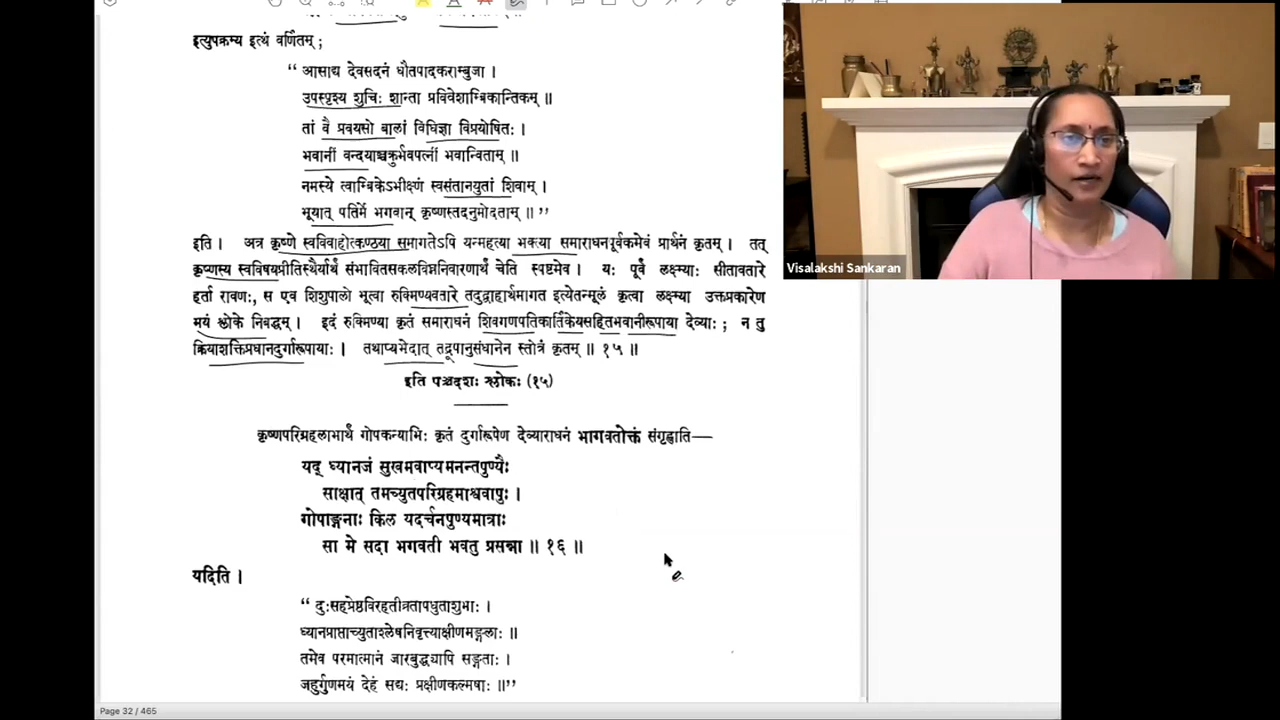 इत्युपक्रम्य इत्थं वर्णितम् ;
“ आसाद्य देवसदनं धौतपादकराम्बुजा ।
उपस्पृश्य शुचिः शान्ता प्रविवेशाम्बिकान्तिकम् ॥
तां वै प्रवयसो बालां विधिज्ञा विप्रयोषितः ।
भवानीं वन्दयाञ्चक्रुर्भवपत्नीं भवान्विताम् ॥
नमस्ये त्वाम्बिकेऽभीक्ष्णं स्वसंतानयुतां शिवाम् ।
भूयात् पतिर्मे भगवान् कृष्णस्तदनुमोदताम् ॥ ”
इति । अत्र कृष्णे स्वविवाहोत्कण्ठया समागतेऽपि यन्महत्या भक्त्या समाराधनपूर्वकमेवं प्रार्थनं कृतम् । तत्
कृष्णस्य स्वविषयप्रीतिस्थैर्यार्थं संभावितसकलविघ्ननिवारणार्थं चेति स्पष्टमेव । यः पूर्वं लक्ष्म्याः सीतावतारे
हर्ता रावणः, स एव शिशुपालो भूत्वा रुक्मिण्यवतारे तदुद्वाहार्थमागत इत्येतन्मूलं कृत्वा लक्ष्म्या उक्तप्रकारेण
मयं श्लोके निबद्धम् । इदं रुक्मिण्या कृतं समाराधनं शिवगणपतिकार्तिकेयसहितभवानीरूपाया देव्याः ; न तु
क्रियाशक्तिप्रधानदुर्गारूपायाः । तथाप्यभेदात् तद्रूपानुसंधानेन स्तोत्रं कृतम् ॥ १५ ॥
इति पञ्चदशः श्लोकः (१५)
कृष्णपरिग्रहलाभार्थं गोपकन्याभिः कृतं दुर्गारूपेण देव्याराधनं भागवतोक्तं संगृह्णाति—
यद् ध्यानजं सुखमवाप्यमनन्तपुण्यैः
साक्षात् तमच्युतपरिग्रहमाश्ववापुः ।
गोपाङ्गनाः किल यदर्चनपुण्यमात्राः
सा मे सदा भगवती भवतु प्रसन्ना ॥ १६ ॥
यदिति ।
“ दुःसहप्रेष्ठविरहतीव्रतापधुताशुभाः ।
ध्यानप्राप्ताच्युताश्लेषनिवृत्त्याक्षीणमङ्गलाः ॥
तमेव परमात्मानं जारबुद्ध्यापि सङ्गताः ।
जहुर्गुणमयं देहं सद्यः प्रक्षीणकल्मषाः ॥”
Page 32 / 465
Visalakshi Sankaran